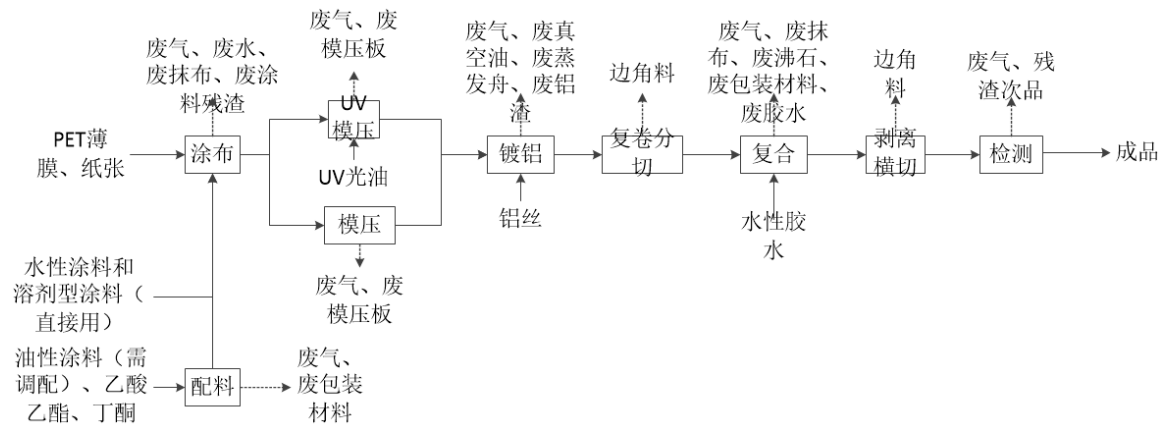 废气、废水、
废抹布、废涂
料残渣
PET薄
膜、纸张
涂布
废气、废
模压板
UV
模压
UV光油
模压
废气、废
模压板
废气、废真
空油、废蒸
发舟、废铝
渣
镀铝
铝丝
边角料
复卷分
切
废气、废抹
布、废沸石、
废包装材料、
废胶水
复合
水性胶
水
边角
料
剥离
横切
废气、残
渣次品
检测
成品
水性涂料和
溶剂型涂料（
直接用）
油性涂料（需
调配）、乙酸
乙酯、丁酮
配料
废气、
废包装
材料